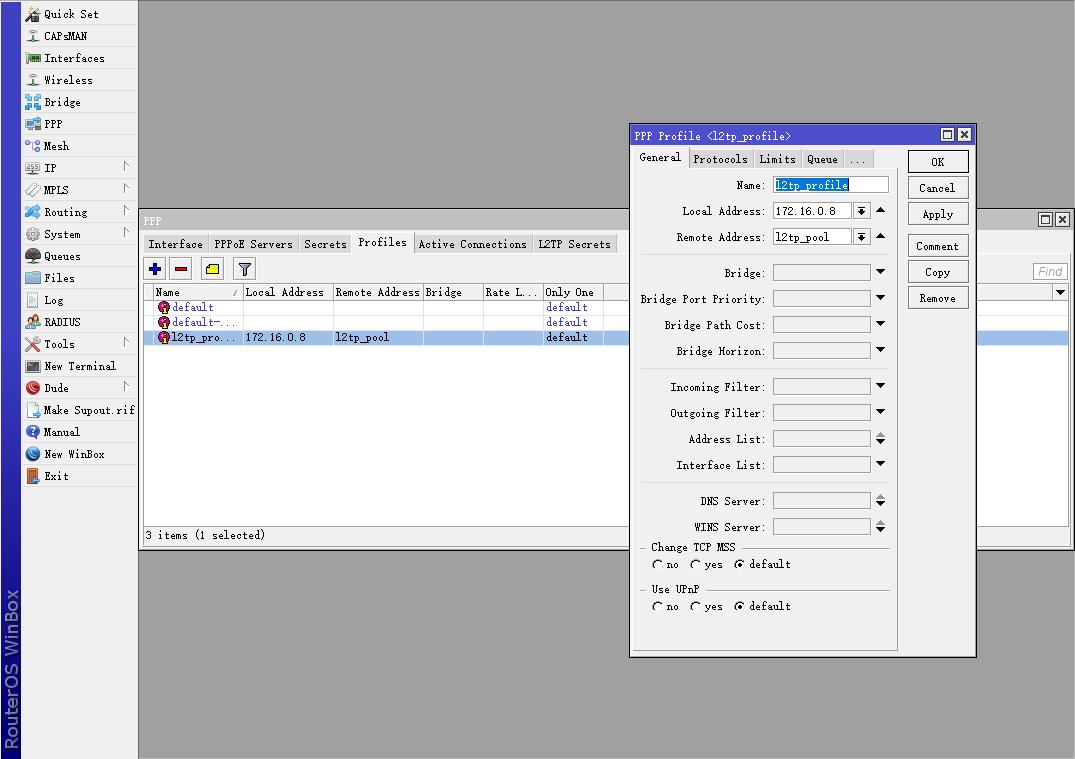 Quick Set
CAPsMAN
Interfaces
Wireless
Bridge
PPP
Mesh
255 IP
MPLS
Routing
System
Queues
Files
Log
RADIUS
Tools
New Terminal
Dude
Make Supout.rif
Manual
New WinBox
Exit
RouterOS WinBox
PPP
Interface PPPoE Servers Secrets Profiles Active Connections L2TP Secrets
Find
Name / Local Address Remote Address Bridge Rate L... Only One
default default
default-... default
l2tp_pro... 172.16.0.8 l2tp_pool default
3 items (1 selected)
PPP Profile <l2tp_profile>
General Protocols Limits Queue ...
Name: l2tp_profile
Local Address: 172.16.0.8
Remote Address: l2tp_pool
Bridge:
Bridge Port Priority:
Bridge Path Cost:
Bridge Horizon:
Incoming Filter:
Outgoing Filter:
Address List:
Interface List:
DNS Server:
WINS Server:
Change TCP MSS
no yes default
Use UPnP
no yes default
OK
Cancel
Apply
Comment
Copy
Remove